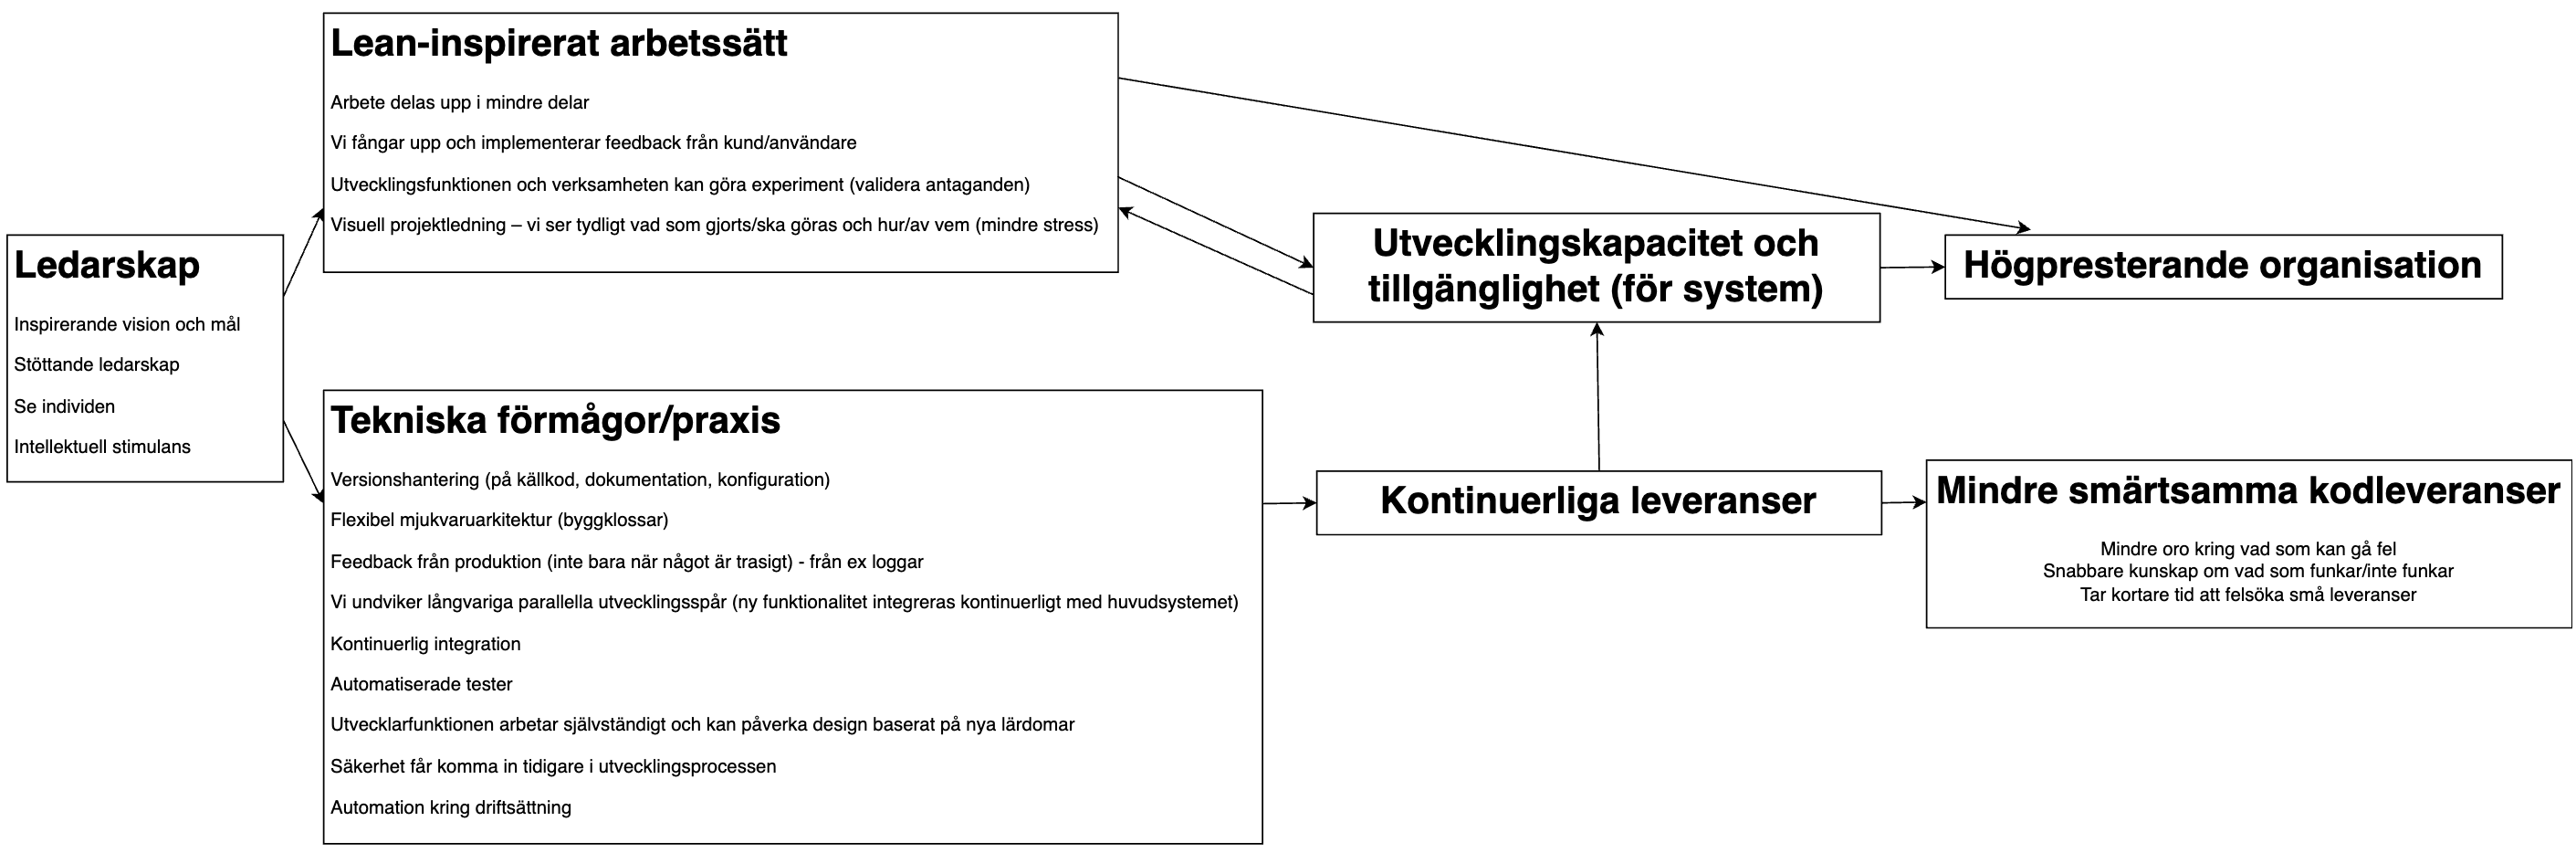 Lean-inspirerat arbetssätt
Arbete delas upp i mindre delar
Vi fångar upp och implementerar feedback från kund/användare
Utvecklingsfunktionen och verksamheten kan göra experiment (validera antaganden)
Visuell projektledning – vi ser tydligt vad som gjorts/ska göras och hur/av vem (mindre stress)
Ledarskap
Inspirerande vision och mål
Stöttande ledarskap
Se individen
Intellektuell stimulans
Utvecklingskapacitet och
tillgänglighet (för system)
Högpresterande organisation
Tekniska förmågor/praxis
Versionshantering (på källkod, dokumentation, konfiguration)
Flexibel mjukvaruarkitektur (byggklossar)
Feedback från produktion (inte bara när något är trasigt) - från ex loggar
Vi undviker långvariga parallella utvecklingsspår (ny funktionalitet integreras kontinuerligt med huvudsystemet)
Kontinuerlig integration
Automatiserade tester
Utvecklarfunktionen arbetar självständigt och kan påverka design baserat på nya lärdomar
Säkerhet får komma in tidigare i utvecklingsprocessen
Automation kring driftsättning
Kontinuerliga leveranser
Mindre smärtsamma kodleveranser
Mindre oro kring vad som kan gå fel
Snabbare kunskap om vad som funkar/inte funkar
Tar kortare tid att felsöka små leveranser